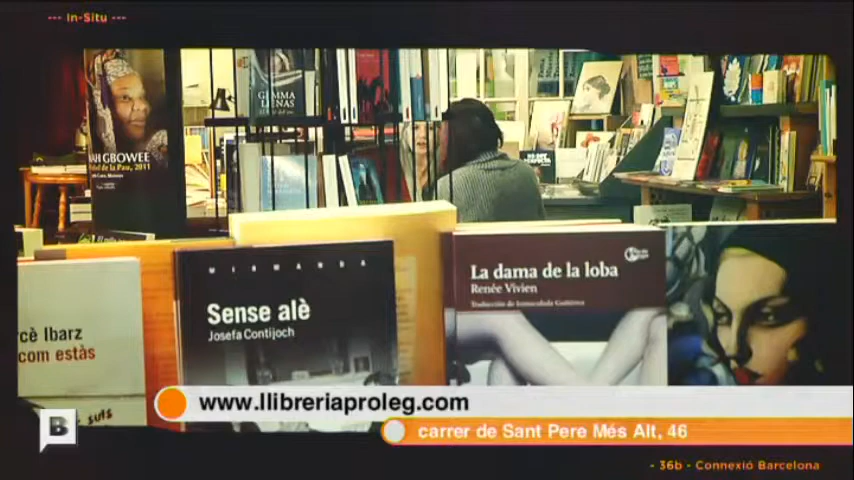 --- In-Situ ---
GEMMA
LIENAS
AH GBOWEE
de la Pau, 2011
MIRMANDA
Sense alè
Josefa Contijoch
La dama de la loba
Renée Vivien
Traducción de Inmaculada Gutiérrez
cè Ibarz
com estàs
www.llibreriaproleg.com
B
carrer de Sant Pere Més Alt, 46
- 36b - Connexió Barcelona